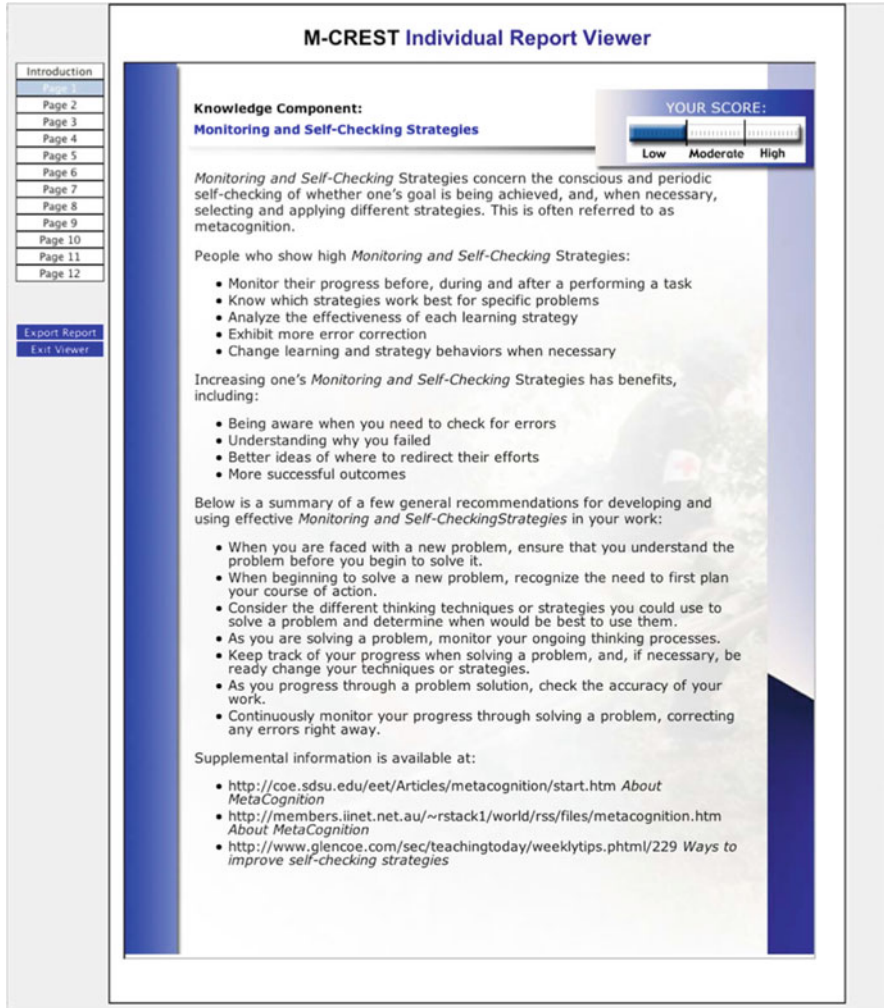 M-CREST Individual Report Viewer
Introduction
Page 1
Page 2
Page 3
Page 4
Page 5
Page 6
Page 7
Page 8
Page 9
Page 10
Page 11
Page 12
Export Report
Exit Viewer
Knowledge Component:
Monitoring and Self-Checking Strategies
YOUR SCORE:
Low Moderate High
Monitoring and Self-Checking Strategies concern the conscious and periodic
self-checking of whether one's goal is being achieved, and, when necessary,
selecting and applying different strategies. This is often referred to as
metacognition.
People who show high Monitoring and Self-Checking Strategies:
• Monitor their progress before, during and after a performing a task
• Know which strategies work best for specific problems
• Analyze the effectiveness of each learning strategy
• Exhibit more error correction
• Change learning and strategy behaviors when necessary
Increasing one's Monitoring and Self-Checking Strategies has benefits,
including:
• Being aware when you need to check for errors
• Understanding why you failed
• Better ideas of where to redirect their efforts
• More successful outcomes
Below is a summary of a few general recommendations for developing and
using effective Monitoring and Self-CheckingStrategies in your work:
• When you are faced with a new problem, ensure that you understand the
problem before you begin to solve it.
• When beginning to solve a new problem, recognize the need to first plan
your course of action.
• Consider the different thinking techniques or strategies you could use to
solve a problem and determine when would be best to use them.
• As you are solving a problem, monitor your ongoing thinking processes.
• Keep track of your progress when solving a problem, and, if necessary, be
ready change your techniques or strategies.
• As you progress through a problem solution, check the accuracy of your
work.
• Continuously monitor your progress through solving a problem, correcting
any errors right away.
Supplemental information is available at:
• http://coe.sdsu.edu/eet/Articles/metacognition/start.htm About
MetaCognition
• http://members.iinet.net.au/~rstack1/world/rss/files/metacognition.htm
About MetaCognition
• http://www.glencoe.com/sec/teachingtoday/weeklytips.phtml/229 Ways to
improve self-checking strategies